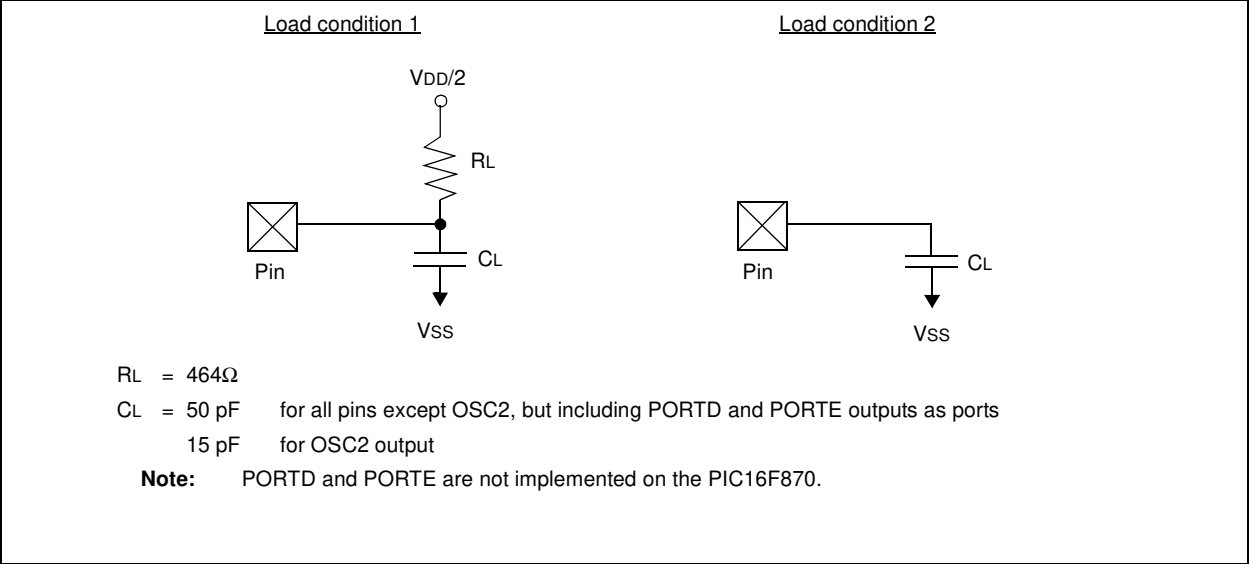 Load condition 1
Load condition 2
VDD/2
RL
CL
Pin
VSS
CL
Pin
VSS
RL = 464Ω
CL = 50 pF for all pins except OSC2, but including PORTD and PORTE outputs as ports
15 pF for OSC2 output
Note: PORTD and PORTE are not implemented on the PIC16F870.